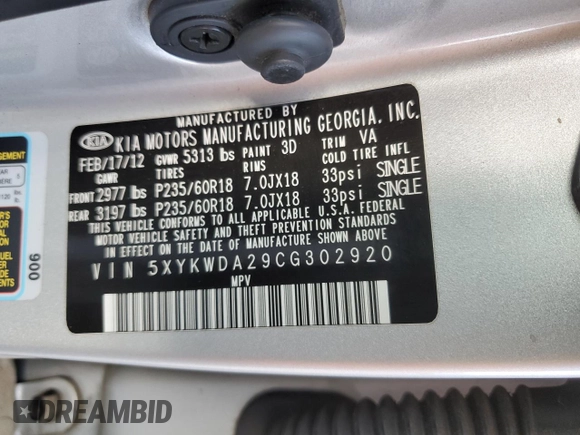 MANUFACTURED BY
KIA KIA MOTORS MANUFACTURING GEORGIA, INC.
FEB/17/12 GVWR 5313 lbs PAINT 3D TRIM VA
GAWR TIRES RIMS COLD TIRE INFL
FRONT 2977 lbs P235/60R18 7.0JX18 33psi SINGLE
REAR 3197 lbs P235/60R18 7.0JX18 33psi SINGLE
THIS VEHICLE CONFORMS TO ALL APPLICABLE U.S.A. FEDERAL
MOTOR VEHICLE SAFETY, BUMPER, AND THEFT PREVENTION STANDARDS
IN EFFECT ON THE DATE OF MANUFACTURE SHOWN ABOVE.
VIN 5XYKWDA29CG302920
MPV
006
DREAMBID